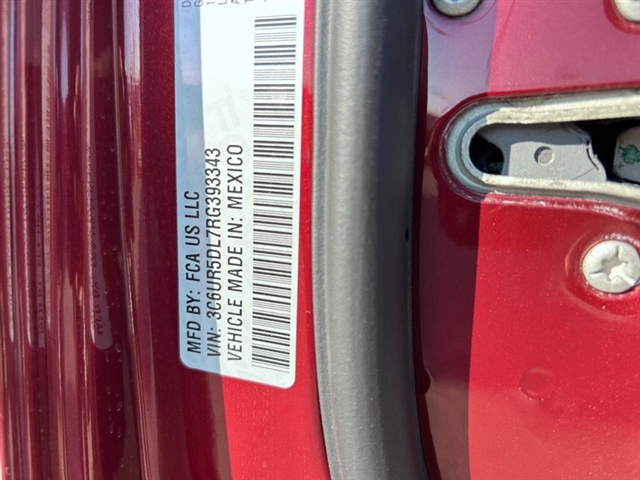 MFD BY: FCA US LLC
VIN: 3C6UR5DL7RG393343
VEHICLE MADE IN: MEXICO